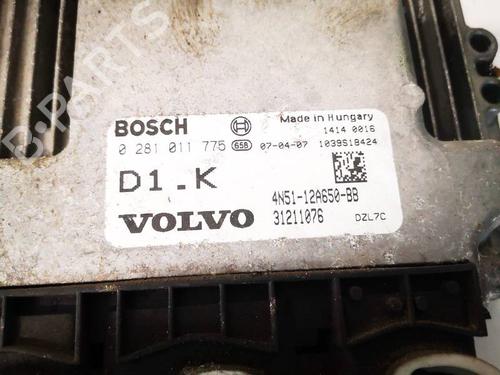 BOSCH
Made in Hungary
1414 0016
0 281 011 775 658 07-04-07 1039S18424
D1.K
4N51-12A650-BB
VOLVO
31211076 DZL7C
B-PARTS